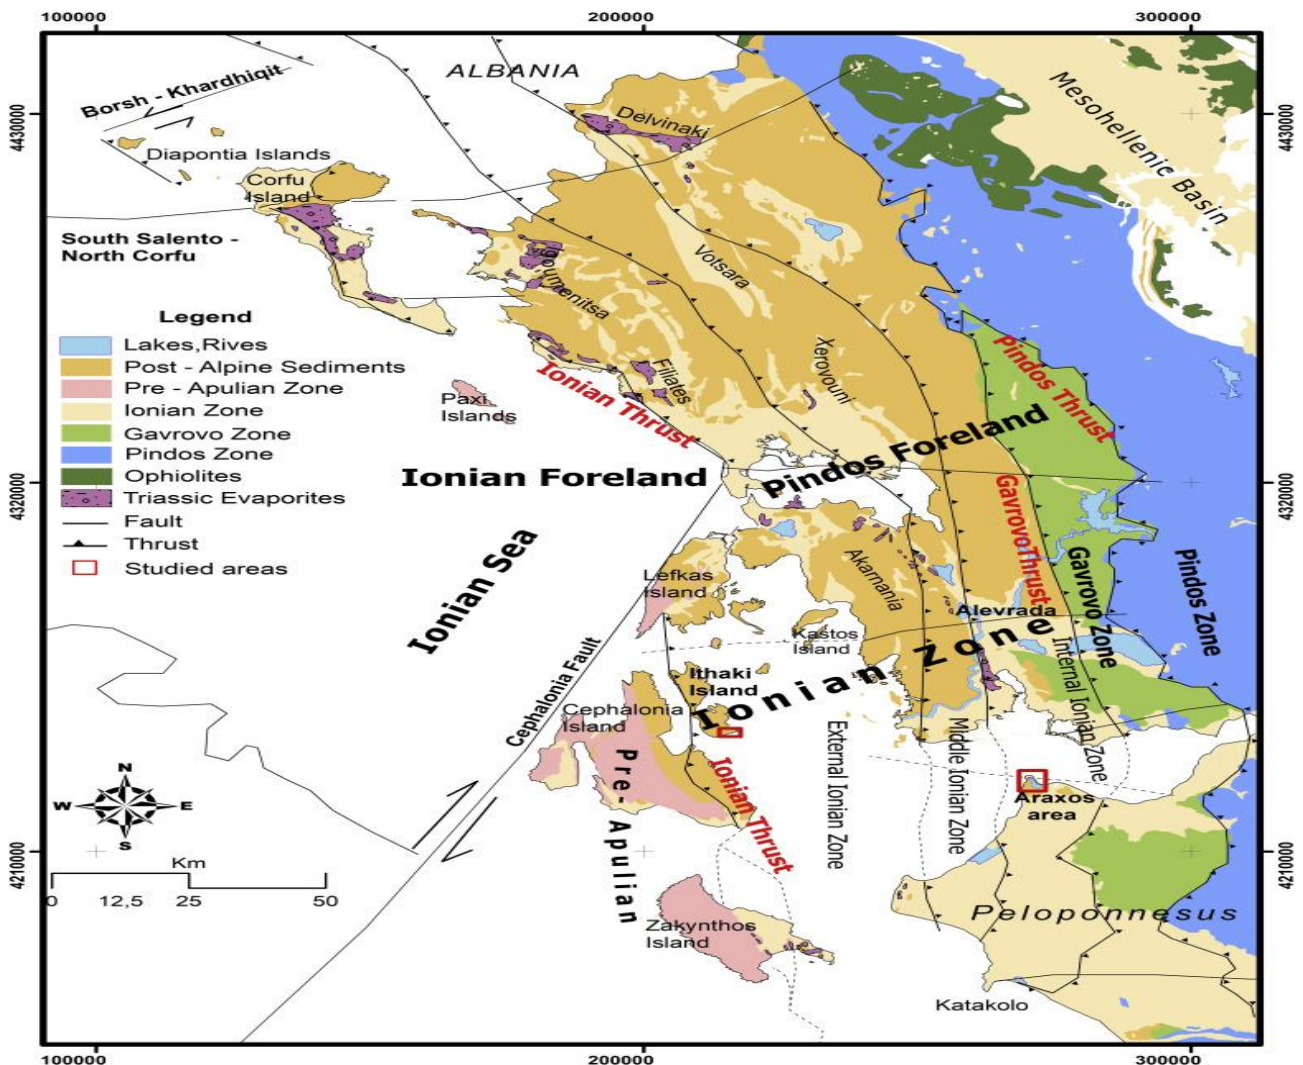 100000
200000
300000
4430000
4430000
ALBANIA
Borsh - Khardhiqit
Delvinaki
Mesohellenic Basin
Diapontia Islands
Corfu
Island
South Salento -
North Corfu
Igoumenitsa
Votsara
Legend
Lakes,Rives
Post - Alpine Sediments
Pre - Apulian Zone
Ionian Zone
Gavrovo Zone
Pindos Zone
Ophiolites
Triassic Evaporites
Fault
Thrust
Studied areas
Paxi
Islands
Ionian Thrust
Filiates
Xerovouni
Pindos Thrust
Ionian Foreland
Pindos Foreland
4320000
4320000
Gavrovo Thrust
Ionian Sea
Lefkas
Island
Akarnania
Gavrovo Zone
Pindos Zone
Alevrada
Kastos
Island
Ionian Zone
Internal Ionian Zone
Cephalonia Fault
Ithaki
Island
Cephalonia
Island
Pre - Apulian
Ionian Thrust
External Ionian Zone
Middle Ionian Zone
Araxos
area
N
W
E
S
Km
0
12,5
25
50
4210000
4210000
Peloponnesus
Zakynthos
Island
Katakolo
100000
200000
300000